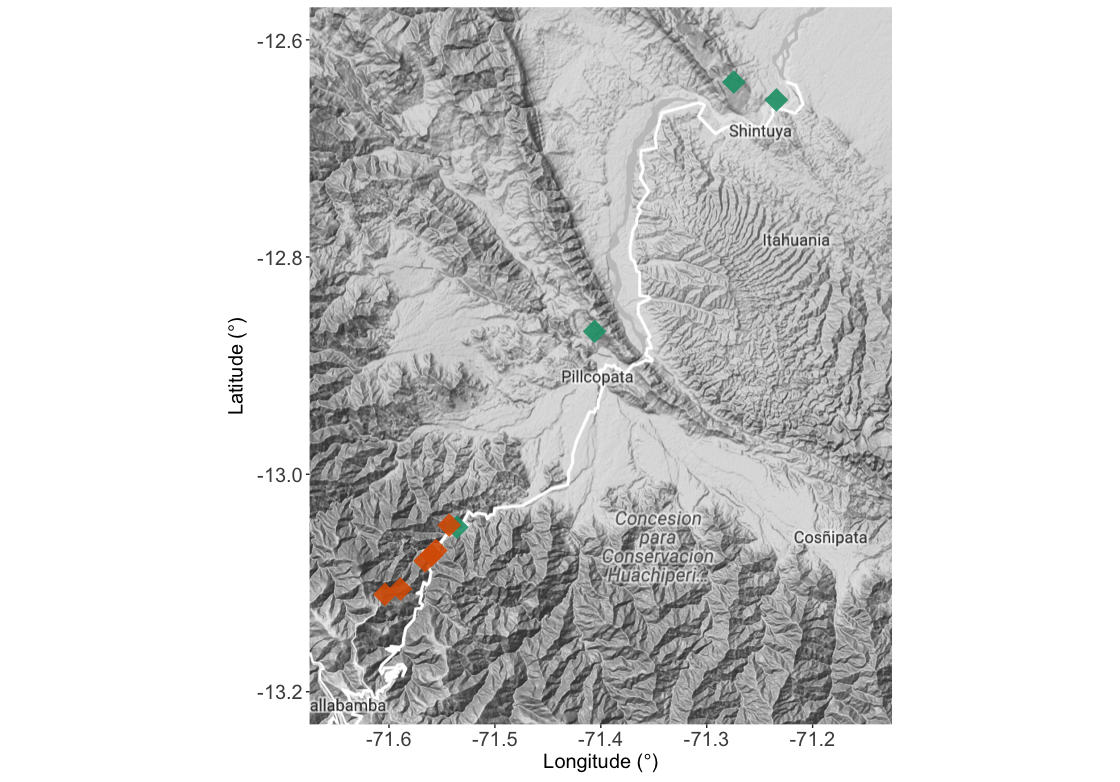 -12.6
Shintuya
Itahuania
-12.8
Pillcopata
Latitude (°)
-13.0
Concesion
para
Conservacion
Huachiperi...
Cosñipata
-13.2
allabamba
-71.6 -71.5 -71.4 -71.3 -71.2
Longitude (°)